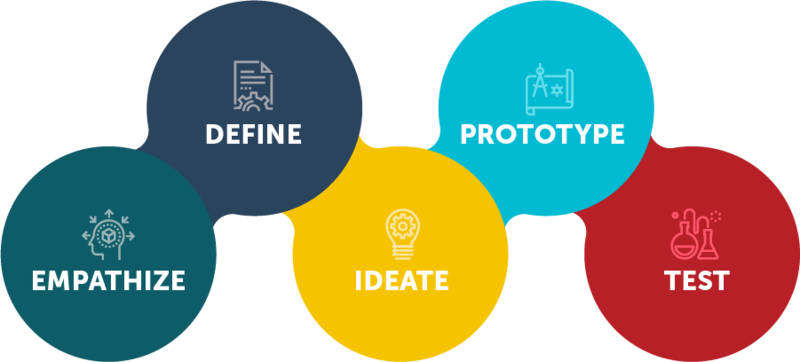 EMPATHIZE
DEFINE
IDEATE
PROTOTYPE
TEST